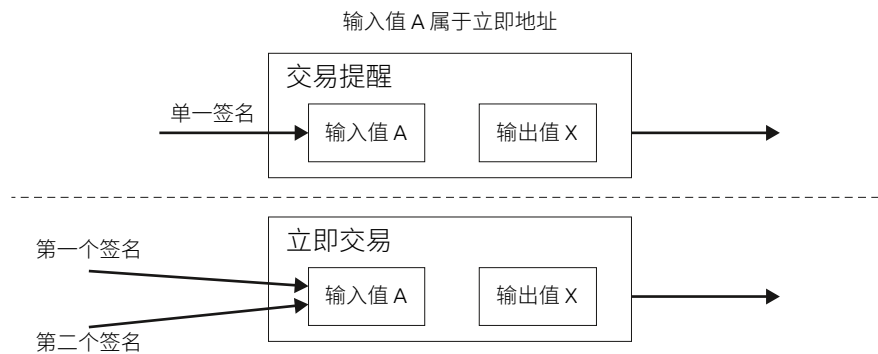 输入值 A 属于立即地址
交易提醒
单一签名
输入值 A
输出值 X
立即交易
第一个签名
输入值 A
输出值 X
第二个签名